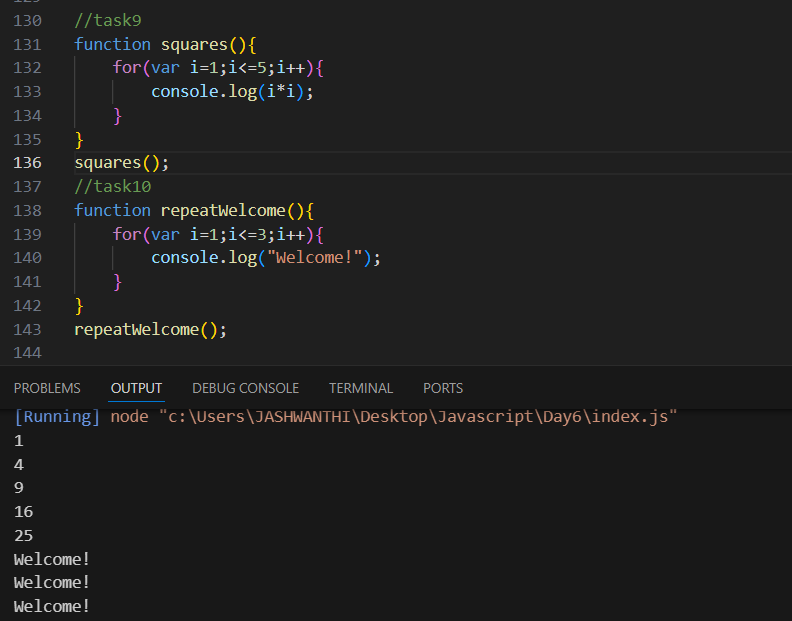 130 //task9
131 function squares(){
132     for(var i=1;i<=5;i++){
133         console.log(i*i);
134     }
135 }
136 squares();
137 //task10
138 function repeatWelcome(){
139     for(var i=1;i<=3;i++){
140         console.log("Welcome!");
141     }
142 }
143 repeatWelcome();
144
PROBLEMS OUTPUT DEBUG CONSOLE TERMINAL PORTS
[Running] node "c:\Users\JASHWANTHI\Desktop\Javascript\Day6\index.js"
1
4
9
16
25
Welcome!
Welcome!
Welcome!